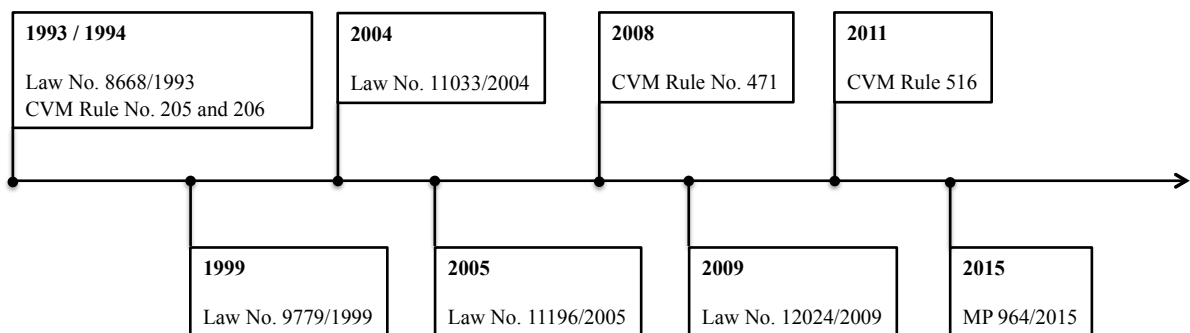 1993 / 1994
Law No. 8668/1993
CVM Rule No. 205 and 206
2004
Law No. 11033/2004
2008
CVM Rule No. 471
2011
CVM Rule 516
1999
Law No. 9779/1999
2005
Law No. 11196/2005
2009
Law No. 12024/2009
2015
MP 964/2015